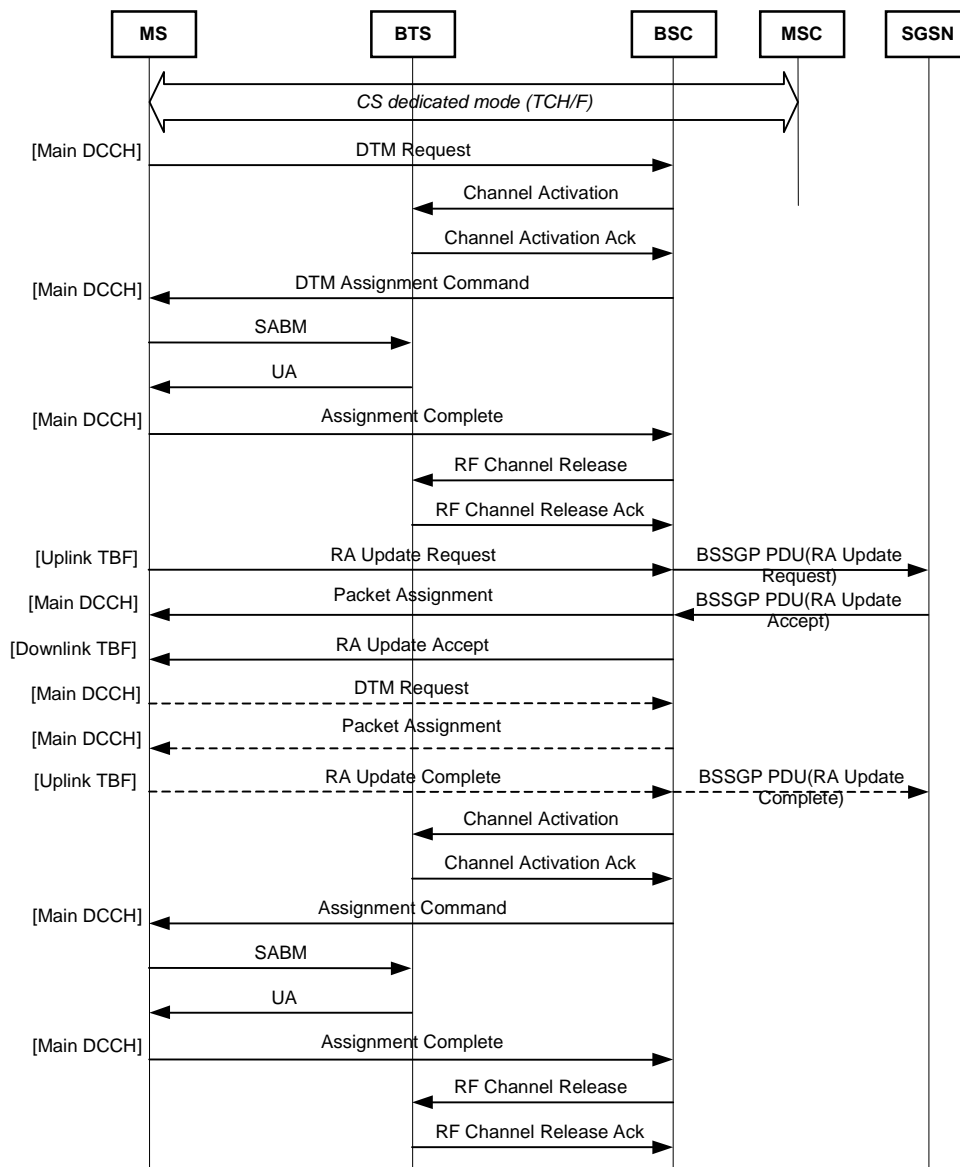 MS
BTS
BSC
MSC
SGSN
CS dedicated mode (TCH/F)
[Main DCCH]
DTM Request
Channel Activation
Channel Activation Ack
[Main DCCH]
DTM Assignment Command
SABM
UA
[Main DCCH]
Assignment Complete
RF Channel Release
RF Channel Release Ack
[Uplink TBF]
RA Update Request
BSSGP PDU(RA Update
Request)
[Main DCCH]
Packet Assignment
BSSGP PDU(RA Update
Accept)
[Downlink TBF]
RA Update Accept
[Main DCCH]
DTM Request
[Main DCCH]
Packet Assignment
[Uplink TBF]
RA Update Complete
BSSGP PDU(RA Update
Complete)
Channel Activation
Channel Activation Ack
[Main DCCH]
Assignment Command
SABM
UA
[Main DCCH]
Assignment Complete
RF Channel Release
RF Channel Release Ack